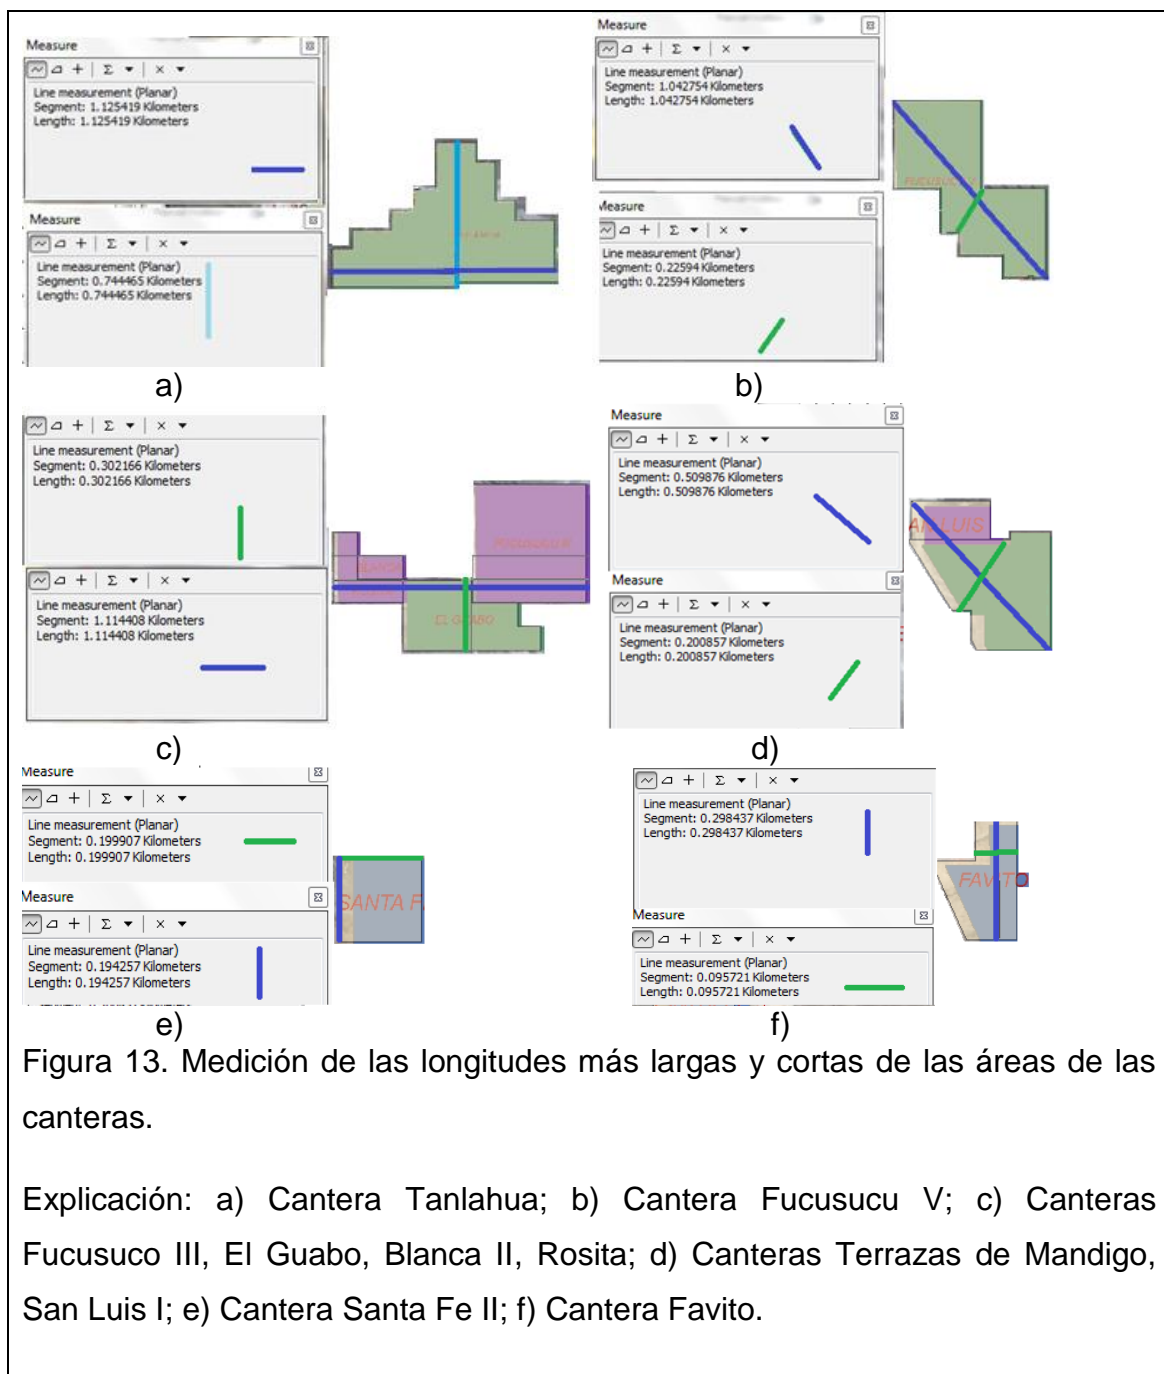 Measure
Line measurement (Planar)
Segment: 1.125419 Kilometers
Length: 1.125419 Kilometers
Measure
Line measurement (Planar)
Segment: 0.744465 Kilometers
Length: 0.744465 Kilometers
a)
Measure
Line measurement (Planar)
Segment: 1.042754 Kilometers
Length: 1.042754 Kilometers
FUCUSUCU V
Measure
Line measurement (Planar)
Segment: 0.22594 Kilometers
Length: 0.22594 Kilometers
b)
Line measurement (Planar)
Segment: 0.302166 Kilometers
Length: 0.302166 Kilometers
Line measurement (Planar)
Segment: 1.114408 Kilometers
Length: 1.114408 Kilometers
EL GUABO
c)
Measure
Line measurement (Planar)
Segment: 0.509876 Kilometers
Length: 0.509876 Kilometers
AN LUIS
Line measurement (Planar)
Segment: 0.200857 Kilometers
Length: 0.200857 Kilometers
d)
Measure
Line measurement (Planar)
Segment: 0.199907 Kilometers
Length: 0.199907 Kilometers
Measure
Line measurement (Planar)
Segment: 0.194257 Kilometers
Length: 0.194257 Kilometers
SANTA F
e)
Line measurement (Planar)
Segment: 0.298437 Kilometers
Length: 0.298437 Kilometers
FAVITO
Measure
Line measurement (Planar)
Segment: 0.095721 Kilometers
Length: 0.095721 Kilometers
f)
Figura 13. Medición de las longitudes más largas y cortas de las áreas de las
canteras.
Explicación: a) Cantera Tanlahua; b) Cantera Fucusucu V; c) Canteras
Fucusuco III, El Guabo, Blanca II, Rosita; d) Canteras Terrazas de Mandigo,
San Luis I; e) Cantera Santa Fe II; f) Cantera Favito.